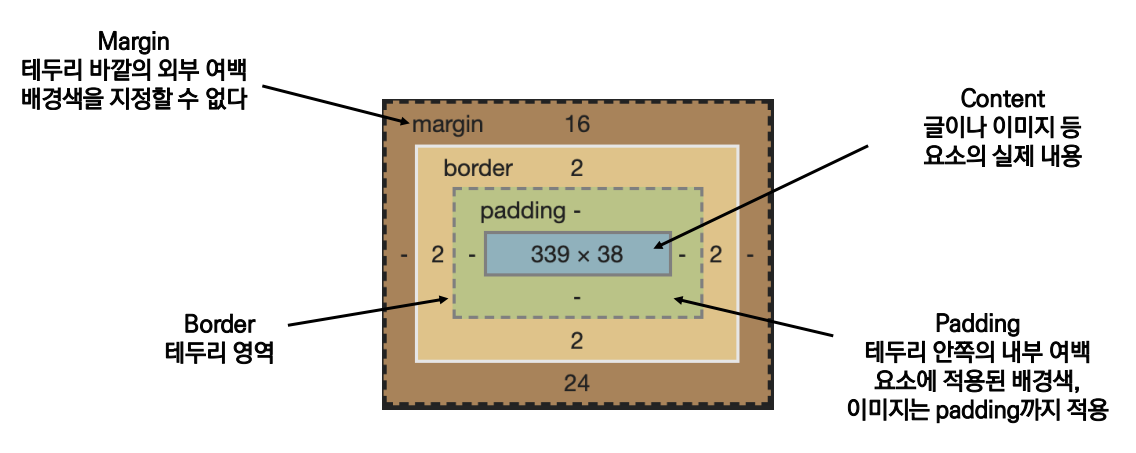 Margin
테두리 바깥의 외부 여백
배경색을 지정할 수 없다
Content
글이나 이미지 등
요소의 실제 내용
margin 16
border 2
padding -
- 2 - 339 × 38 - 2 -
-
2
24
Border
테두리 영역
Padding
테두리 안쪽의 내부 여백
요소에 적용된 배경색,
이미지는 padding까지 적용